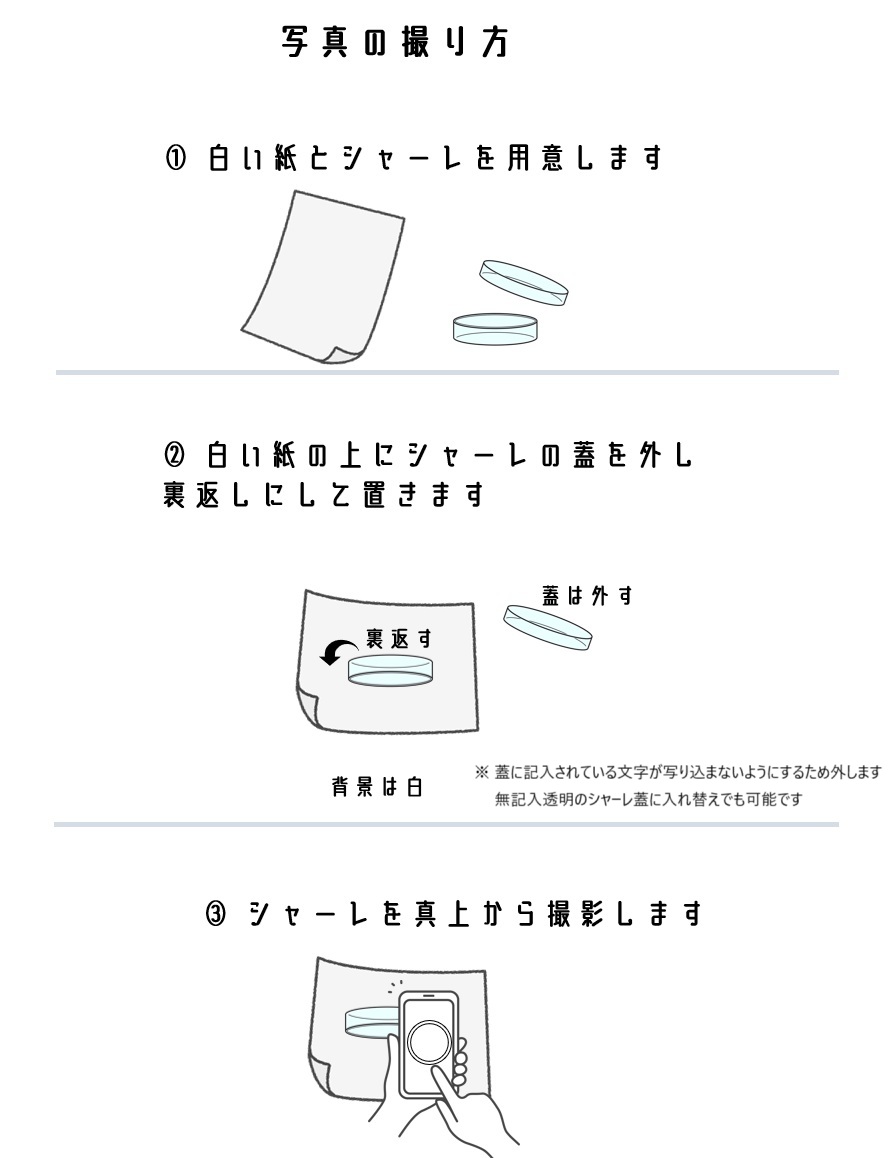 写真の撮り方
① 白い紙とシャーレを用意します
② 白い紙の上にシャーレの蓋を外し
裏返しにして置きます
蓋は外す
裏返す
背景は白
※ 蓋に記入されている文字が写り込まないようにするため外します
無記入透明のシャーレ蓋に入れ替えでも可能です
③ シャーレを真上から撮影します